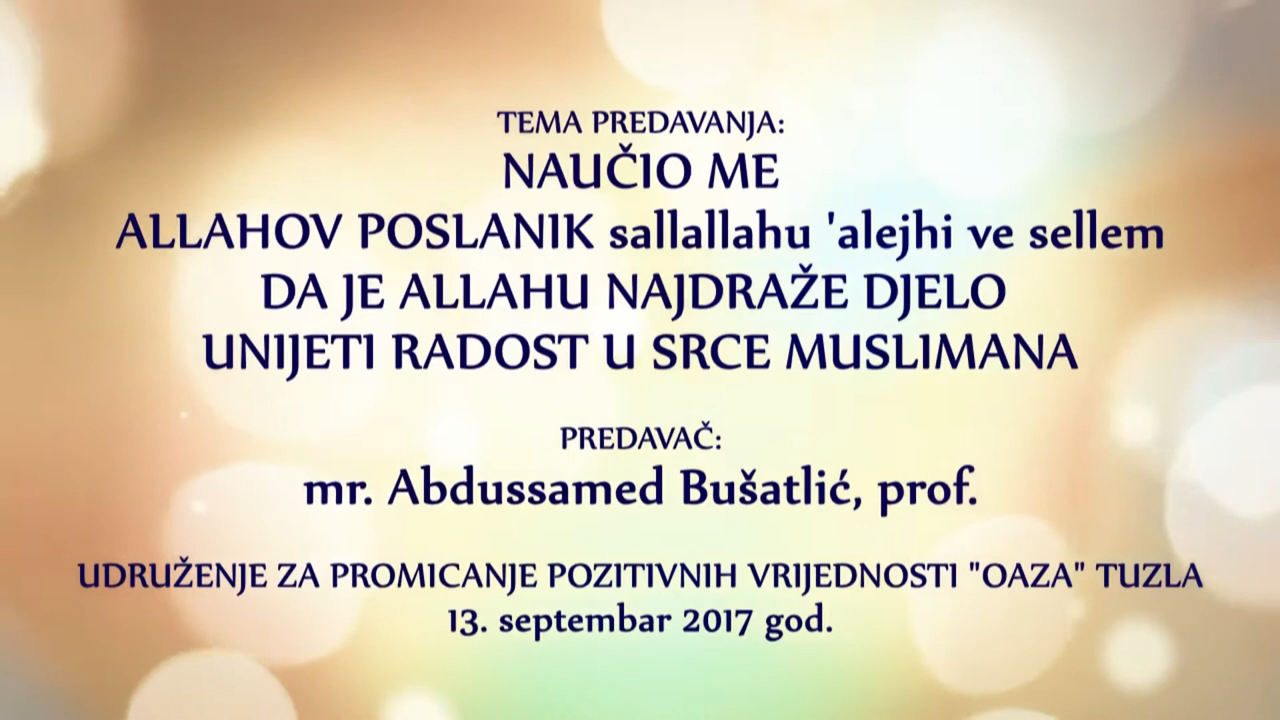 TEMA PREDAVANJA:
NAUČIO ME
ALLAHOV POSLANIK sallallahu 'alejhi ve sellem
DA JE ALLAHU NAJDRAŽE DJELO
UNIJETI RADOST U SRCE MUSLIMANA
PREDAVAČ:
mr. Abdussamed Bušatlić, prof.
UDRUŽENJE ZA PROMICANJE POZITIVNIH VRIJEDNOSTI "OAZA" TUZLA
13. septembar 2017 god.